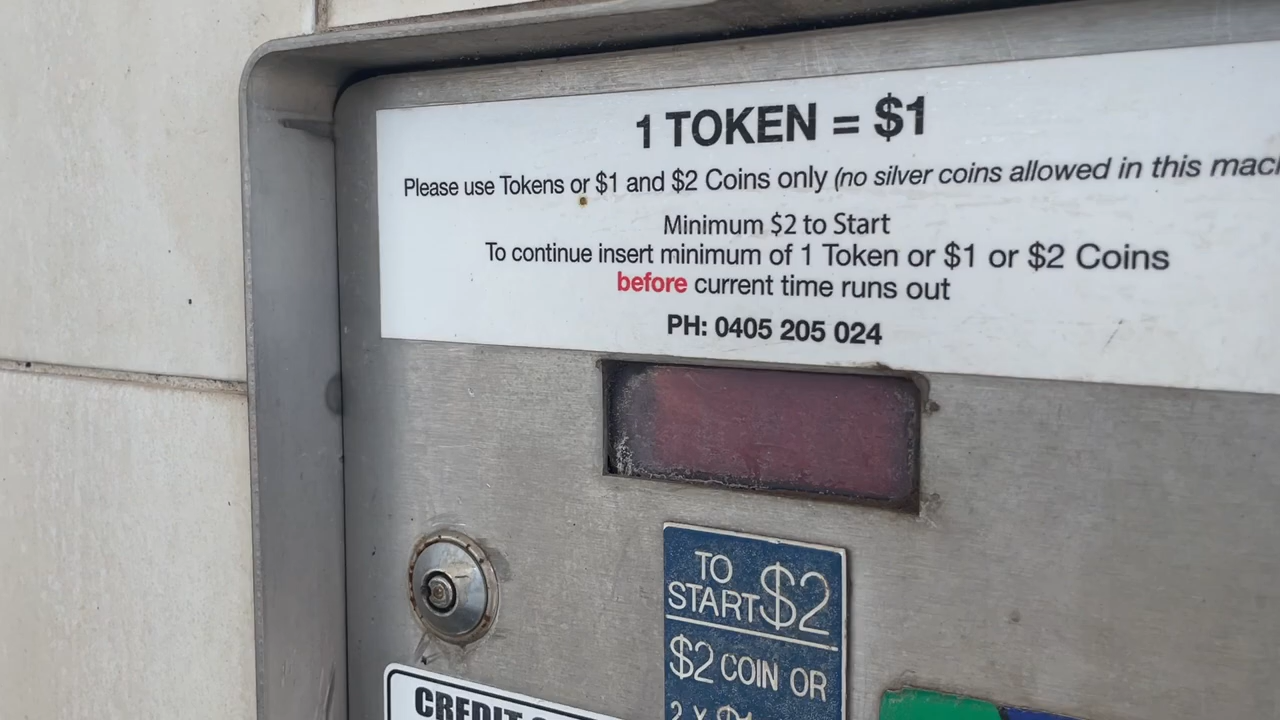 1 TOKEN = $1
Please use Tokens or $1 and $2 Coins only (no silver coins allowed in this
Minimum $2 to Start
To continue insert minimum of 1 Token or $1 or $2 Coins
before current time runs out
PH: 0405 205 024
TO
START $2
$2 COIN OR
2 X $1
CREDIT